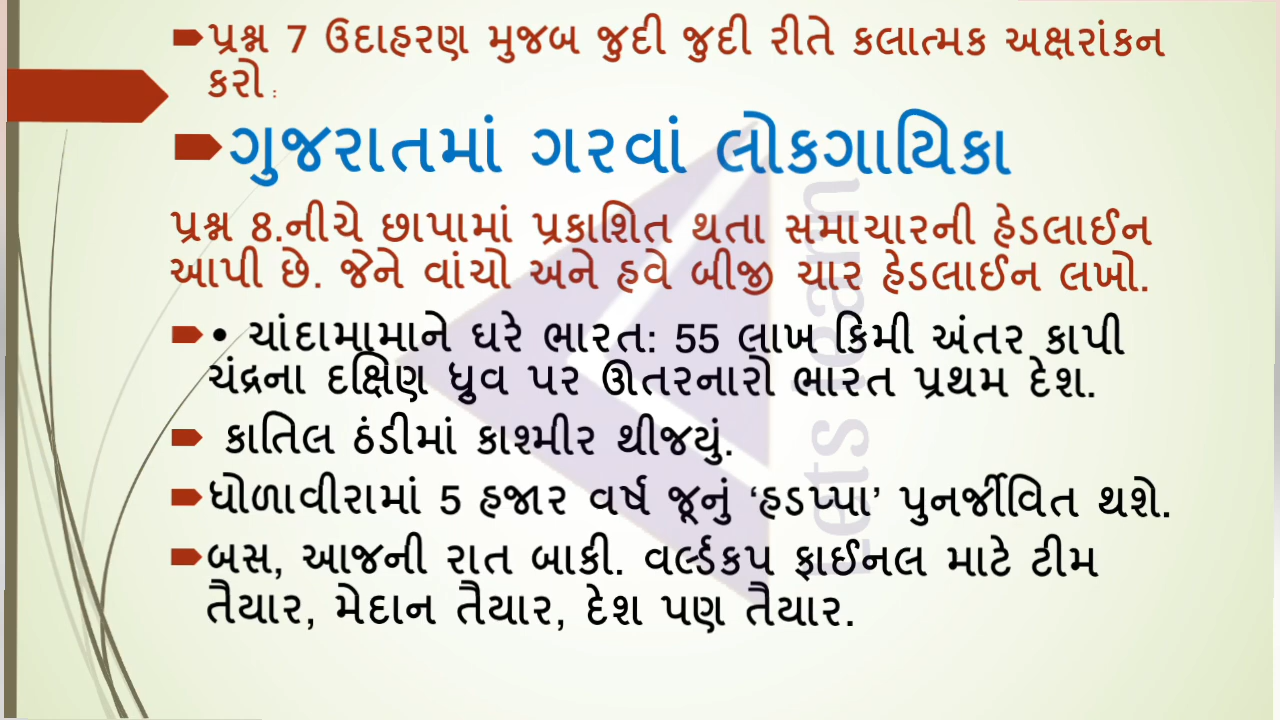 પ્રશ્ન 7 ઉદાહરણ મુજબ જુદી જુદી રીતે કલાત્મક અક્ષરાંકન
કરો :
ગુજરાતમાં ગરવાં લોકગાયિકા
પ્રશ્ન 8.નીચે છાપામાં પ્રકાશિત થતા સમાચારની હેડલાઈન
આપી છે. જેને વાંચો અને હવે બીજી ચાર હેડલાઈન લખો.
• ચાંદામામાને ઘરે ભારત: 55 લાખ કિમી અંતર કાપી
ચંદ્રના દક્ષિણ ધ્રુવ પર ઊતરનારો ભારત પ્રથમ દેશ.
કાતિલ ઠંડીમાં કાશ્મીર થીજયું.
ધોળાવીરામાં 5 હજાર વર્ષ જૂનું ‘હડપ્પા’ પુનર્જીવિત થશે.
બસ, આજની રાત બાકી. વર્લ્ડકપ ફાઈનલ માટે ટીમ
તૈયાર, મેદાન તૈયાર, દેશ પણ તૈયાર.
Lets learn